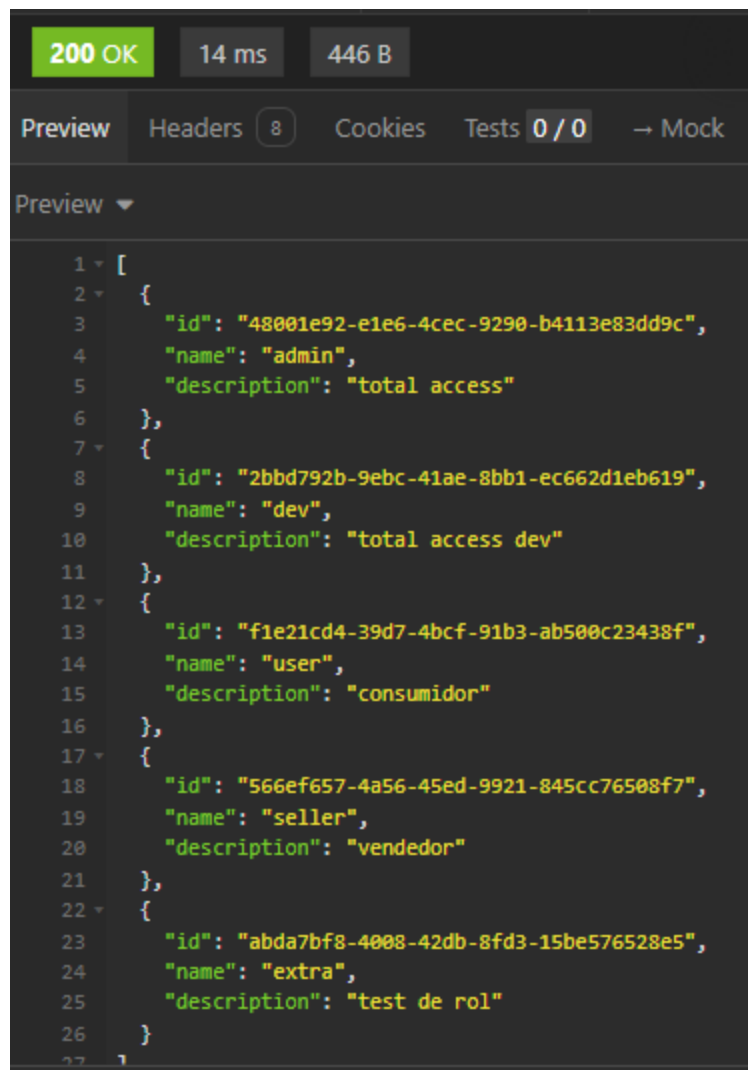 200 OK 14 ms 446 B
Preview Headers 8 Cookies Tests 0 / 0 → Mock
Preview
1 [
2 {
3 "id": "48001e92-e1e6-4cec-9290-b4113e83dd9c",
4 "name": "admin",
5 "description": "total access"
6 },
7 {
8 "id": "2bbd792b-9ebc-41ae-8bb1-ec662d1eb619",
9 "name": "dev",
10 "description": "total access dev"
11 },
12 {
13 "id": "f1e21cd4-39d7-4bcf-91b3-ab500c23438f",
14 "name": "user",
15 "description": "consumidor"
16 },
17 {
18 "id": "566ef657-4a56-45ed-9921-845cc76508f7",
19 "name": "seller",
20 "description": "vendedor"
21 },
22 {
23 "id": "abda7bf8-4008-42db-8fd3-15be576528e5",
24 "name": "extra",
25 "description": "test de rol"
26 }
27 ]